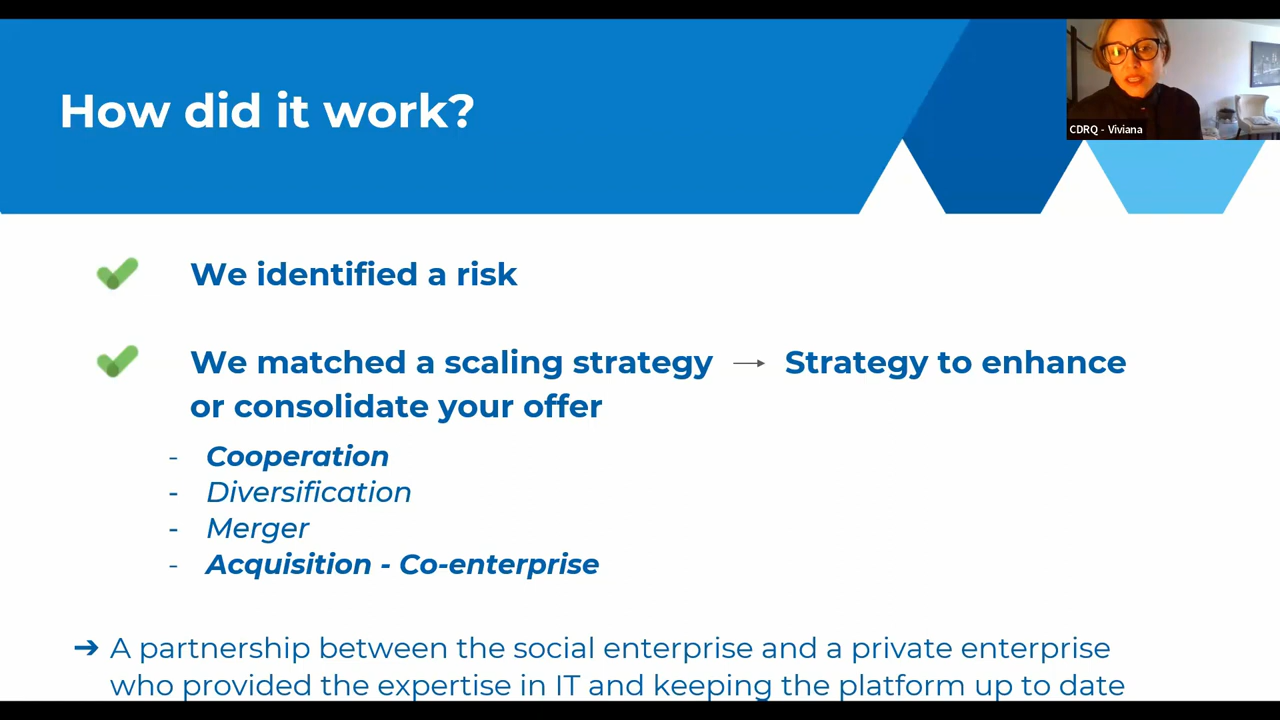 How did it work?
CDRQ - Viviana
We identified a risk
We matched a scaling strategy → Strategy to enhance
or consolidate your offer
- Cooperation
- Diversification
- Merger
- Acquisition - Co-enterprise
➔ A partnership between the social enterprise and a private enterprise
who provided the expertise in IT and keeping the platform up to date